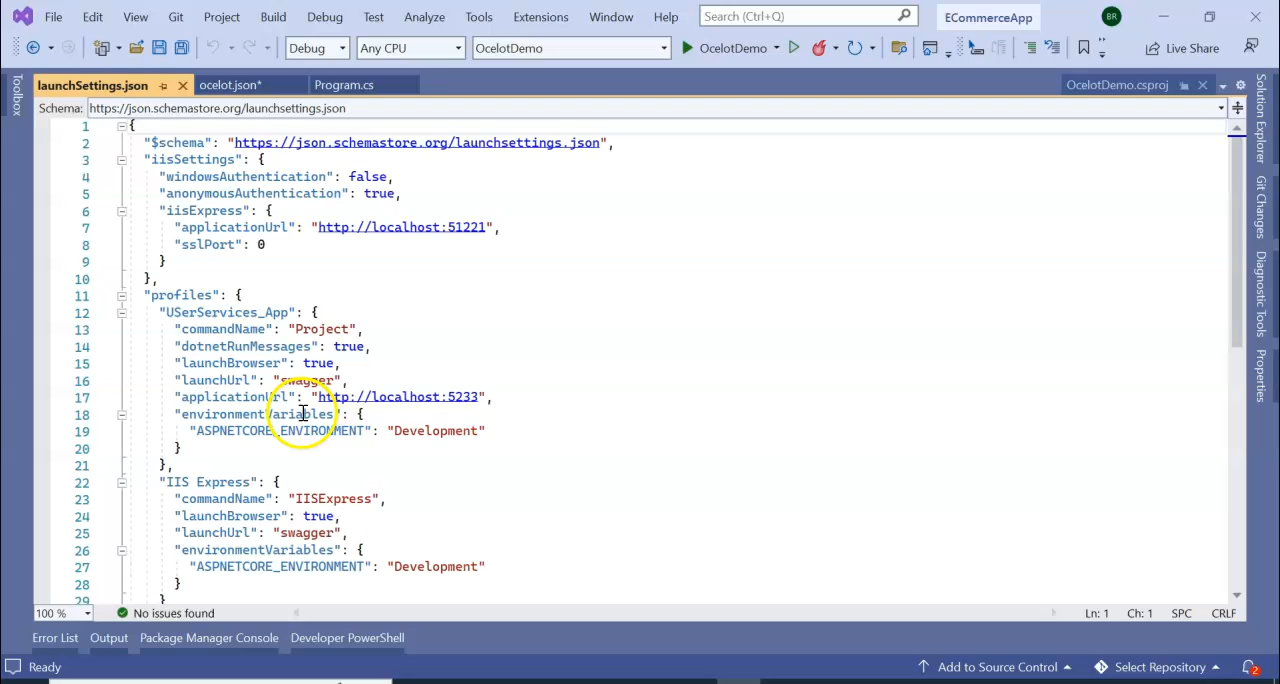 File Edit View Git Project Build Debug Test Analyze Tools Extensions Window Help Search (Ctrl+Q) ECommerceApp BR
Debug Any CPU OcelotDemo OcelotDemo Live Share
launchSettings.json ocelot.json* Program.cs OcelotDemo.csproj
Schema: https://json.schemastore.org/launchsettings.json
1 {
2 "$schema": "https://json.schemastore.org/launchsettings.json",
3 "iisSettings": {
4 "windowsAuthentication": false,
5 "anonymousAuthentication": true,
6 "iisExpress": {
7 "applicationUrl": "http://localhost:51221",
8 "sslPort": 0
9 }
10 },
11 "profiles": {
12 "USerServices_App": {
13 "commandName": "Project",
14 "dotnetRunMessages": true,
15 "launchBrowser": true,
16 "launchUrl": "swagger",
17 "applicationUrl": "http://localhost:5233",
18 "environmentVariables": {
19 "ASPNETCORE_ENVIRONMENT": "Development"
20 }
21 },
22 "IIS Express": {
23 "commandName": "IISExpress",
24 "launchBrowser": true,
25 "launchUrl": "swagger",
26 "environmentVariables": {
27 "ASPNETCORE_ENVIRONMENT": "Development"
28 }
29 }
100 % No issues found Ln: 1 Ch: 1 SPC CRLF
Error List Output Package Manager Console Developer PowerShell
Ready Add to Source Control Select Repository 2
Toolbox
Solution Explorer
Git Changes
Diagnostic Tools
Properties